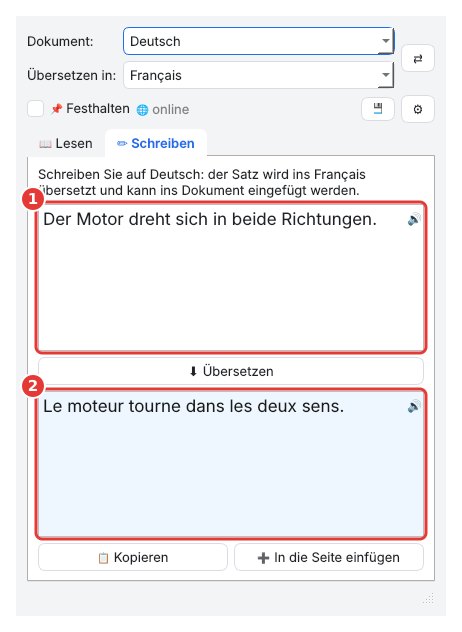 Dokument: Deutsch
Übersetzen in: Français
Festhalten online
Lesen Schreiben
Schreiben Sie auf Deutsch: der Satz wird ins Français
übersetzt und kann ins Dokument eingefügt werden.
1
Der Motor dreht sich in beide Richtungen.
Übersetzen
2
Le moteur tourne dans les deux sens.
Kopieren In die Seite einfügen